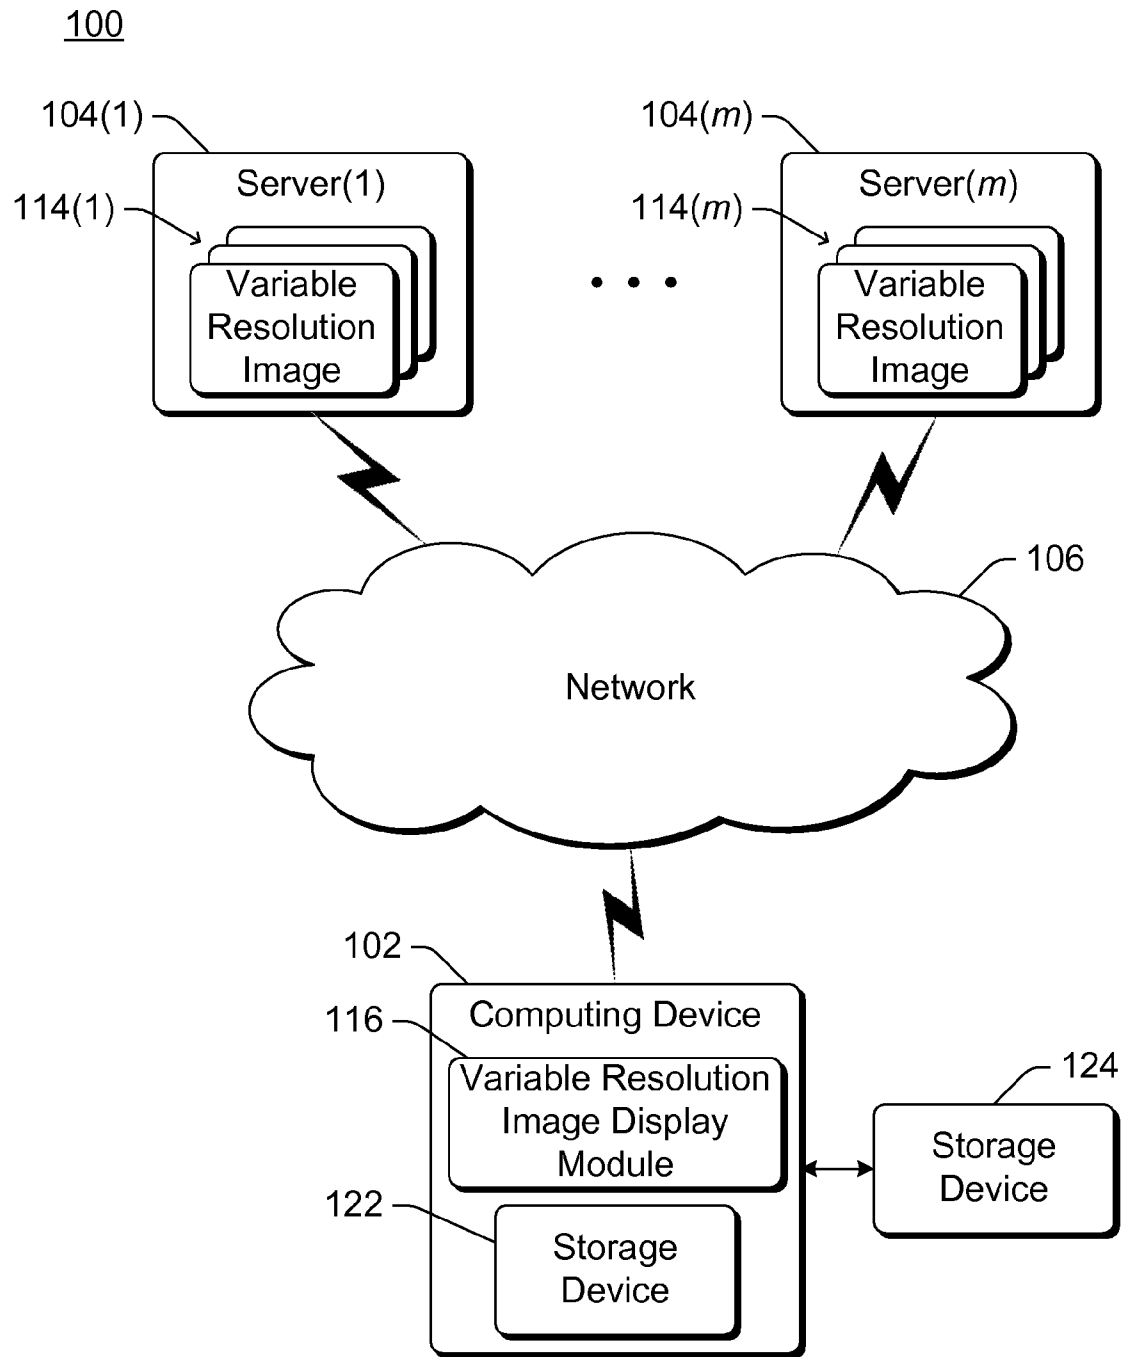 100
104(1)
104(m)
Server(1)
Server(m)
114(1)
114(m)
Variable
Resolution
Image
. . .
Variable
Resolution
Image
106
Network
102
Computing Device
116
Variable Resolution
Image Display
Module
124
Storage
Device
122
Storage
Device